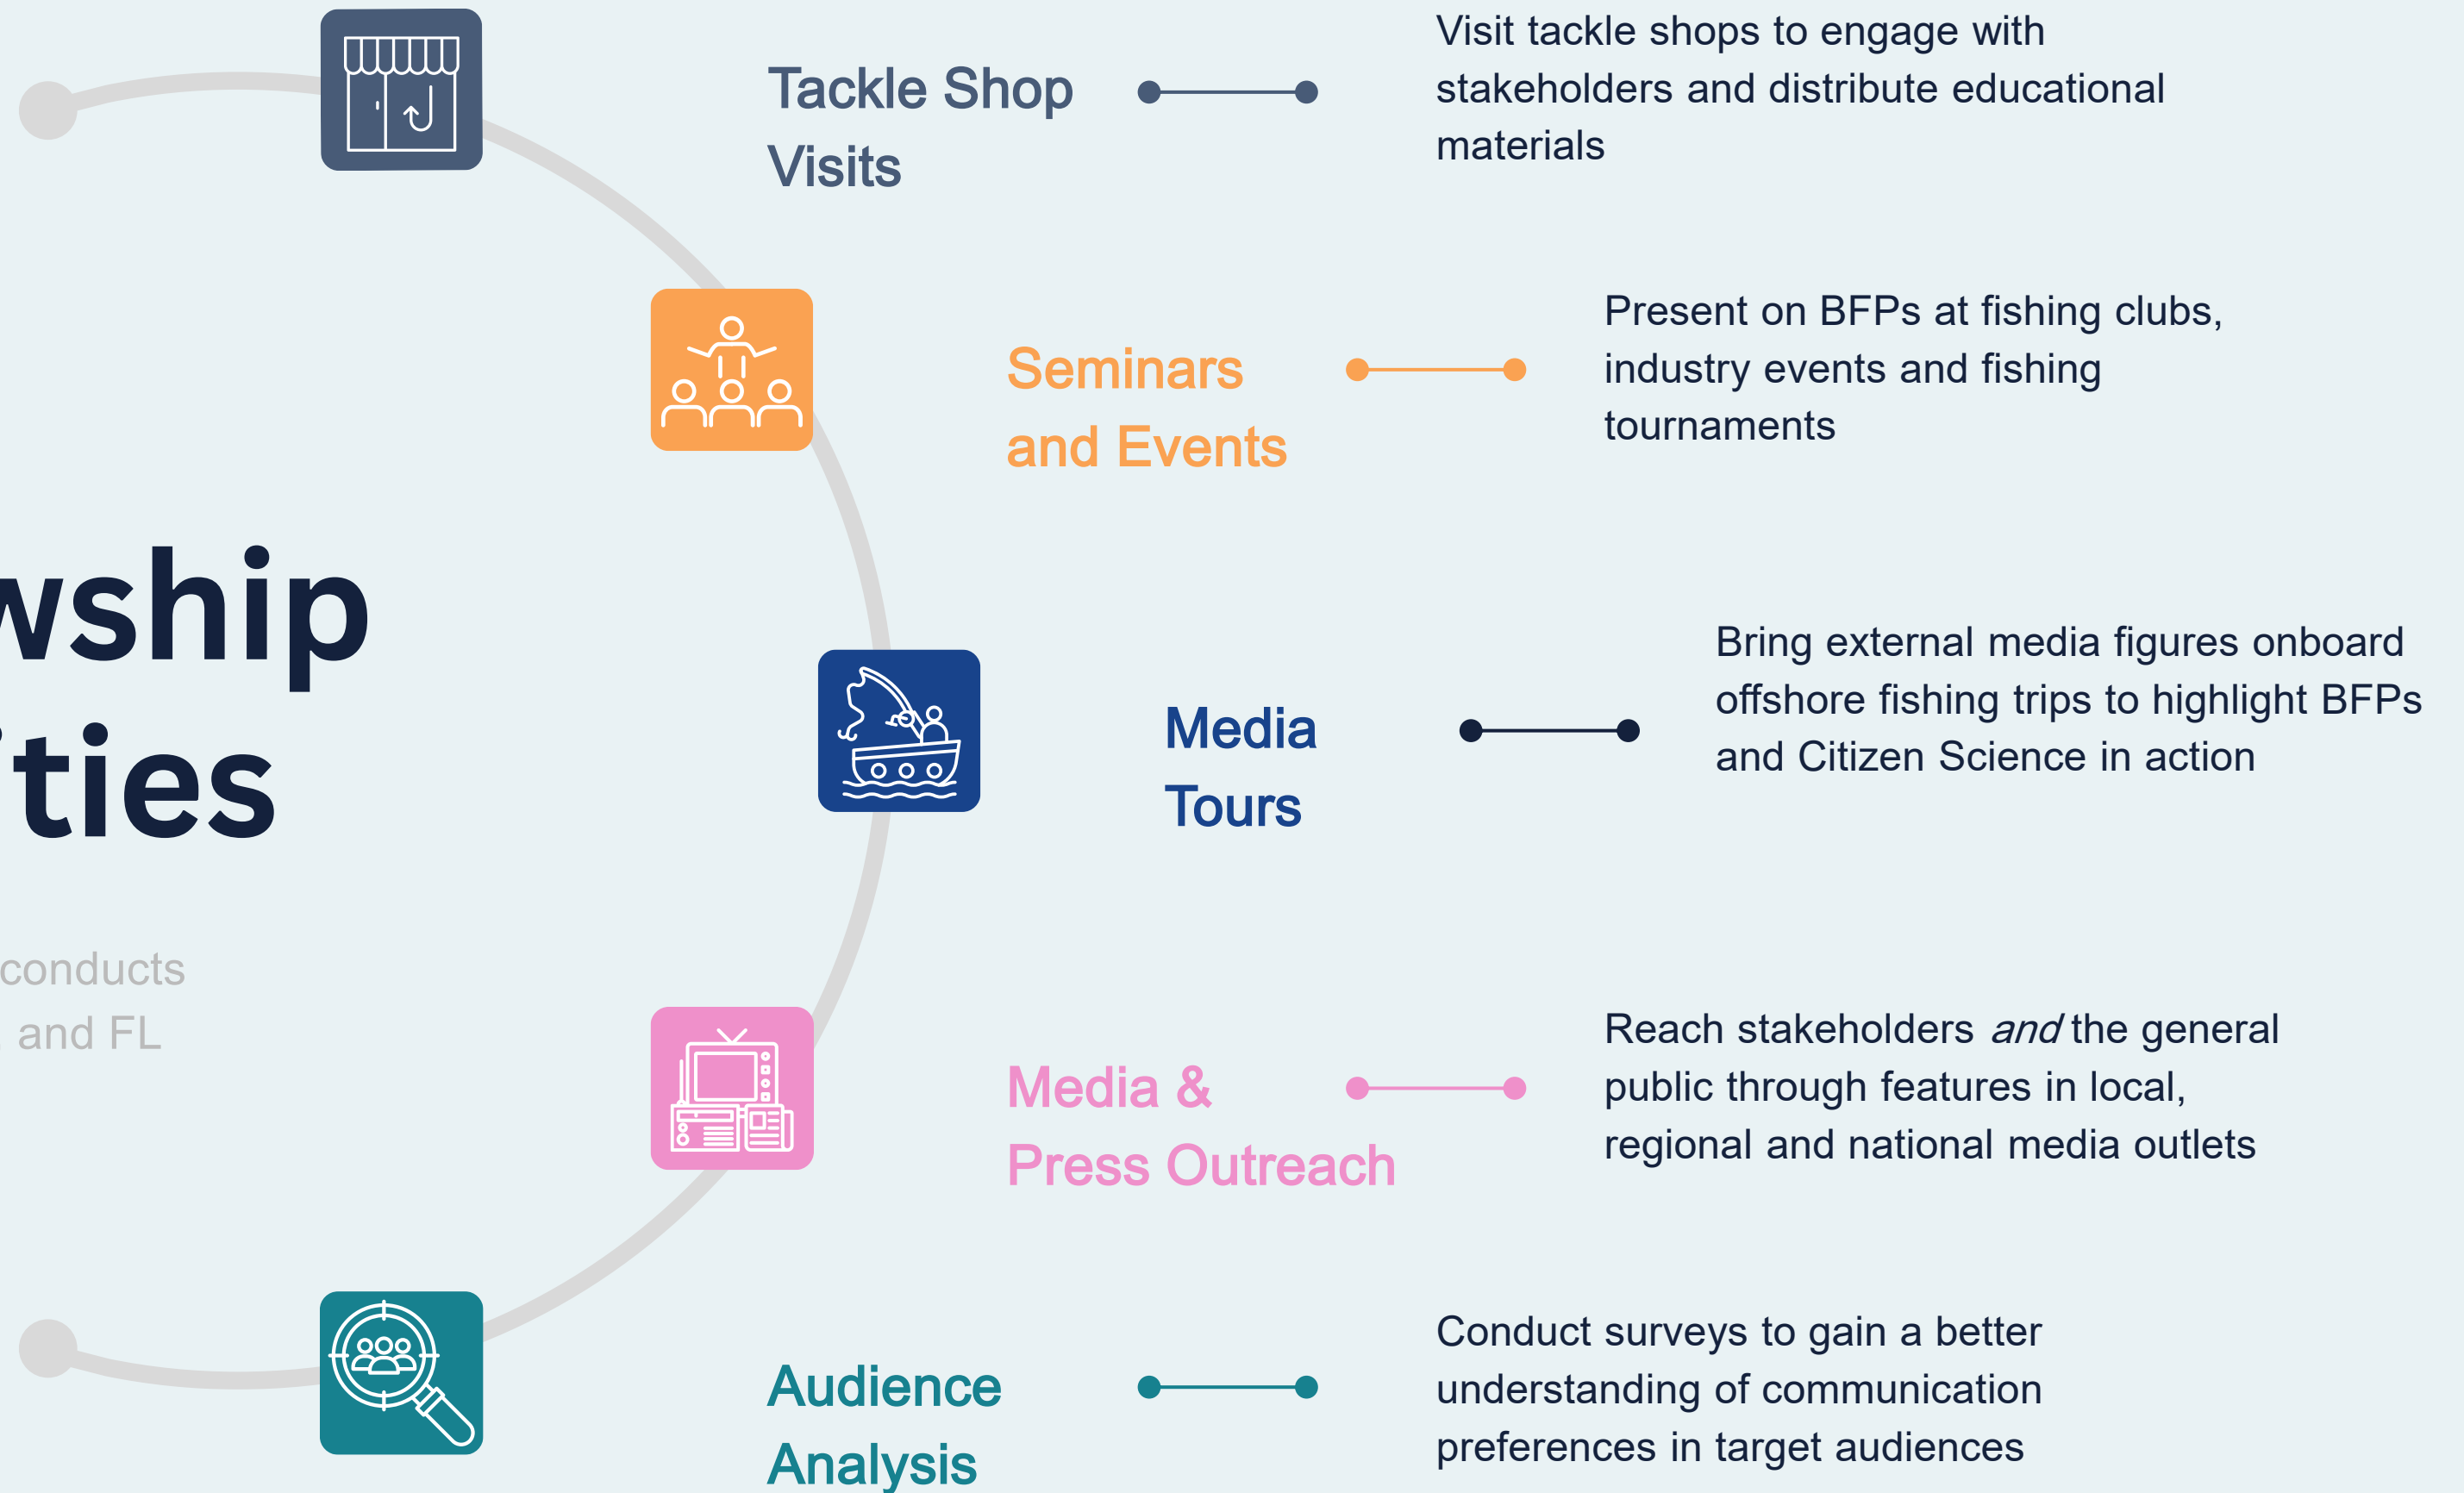 Tackle Shop
Visits
Visit tackle shops to engage with
stakeholders and distribute educational
materials
Seminars
and Events
Present on BFPs at fishing clubs,
industry events and fishing
tournaments
wship
ties
conducts
and FL
Media
Tours
Bring external media figures onboard
offshore fishing trips to highlight BFPs
and Citizen Science in action
Media &
Press Outreach
Reach stakeholders and the general
public through features in local,
regional and national media outlets
Audience
Analysis
Conduct surveys to gain a better
understanding of communication
preferences in target audiences